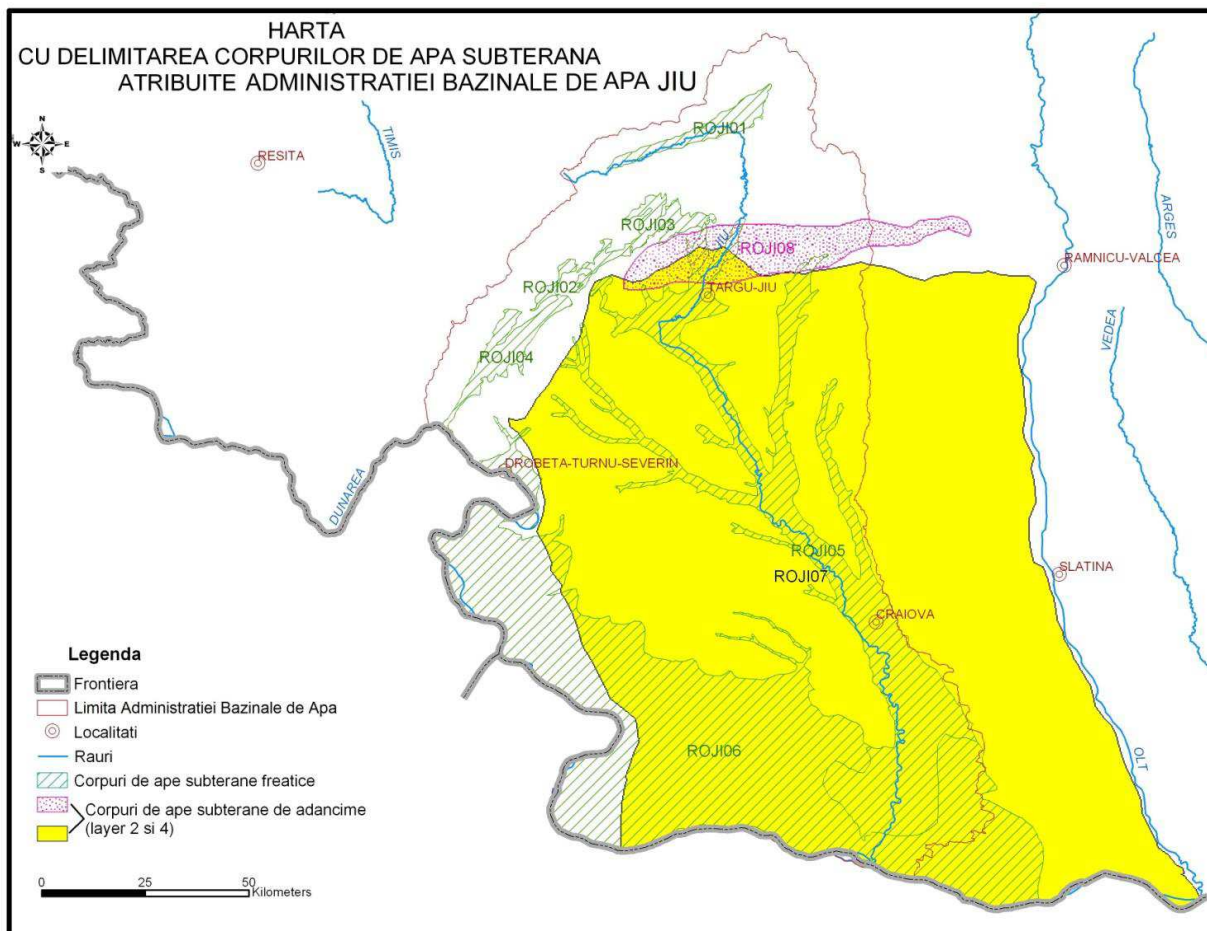 HARTA
CU DELIMITAREA CORPURILOR DE APA SUBTERANA
ATRIBUITE ADMINISTRATIEI BAZINALE DE APA JIU
N
W E
S
RESITA
TIMIS
ROJI01
ARGES
ROJI03
JIU
ROJI08
RAMNICU-VALCEA
ROJI02
TARGU-JIU
VEDEA
ROJI04
DROBETA-TURNU-SEVERIN
DUNAREA
ROJI05
ROJI07
SLATINA
CRAIOVA
ROJI06
OLT
Legenda
Frontiera
Limita Administratiei Bazinale de Apa
Localitati
Rauri
Corpuri de ape subterane freatice
Corpuri de ape subterane de adancime
(layer 2 si 4)
0 25 50
Kilometers